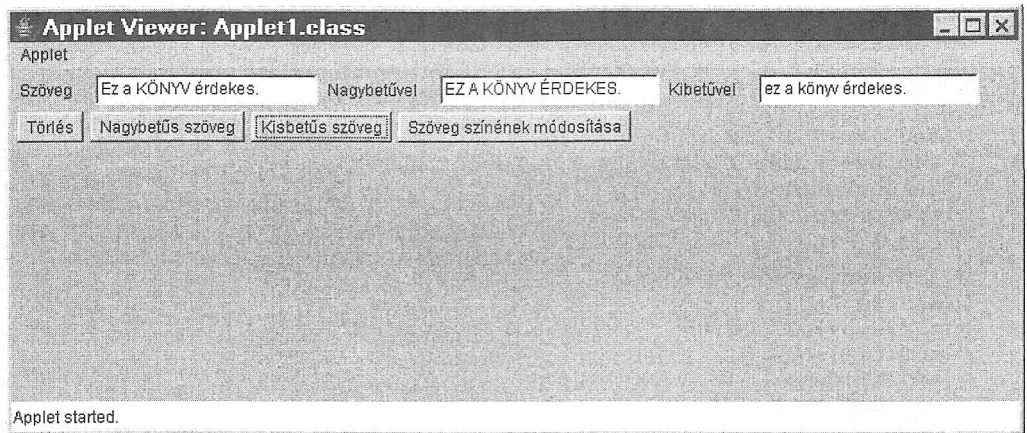 Applet Viewer: Applet1.class
Applet
Szöveg Ez a KÖNYV érdekes. Nagybetűvel EZ A KÖNYV ÉRDEKES. Kibetűvel ez a könyv érdekes.
Törlés Nagybetűs szöveg Kisbetűs szöveg Szöveg színének módosítása
Applet started.